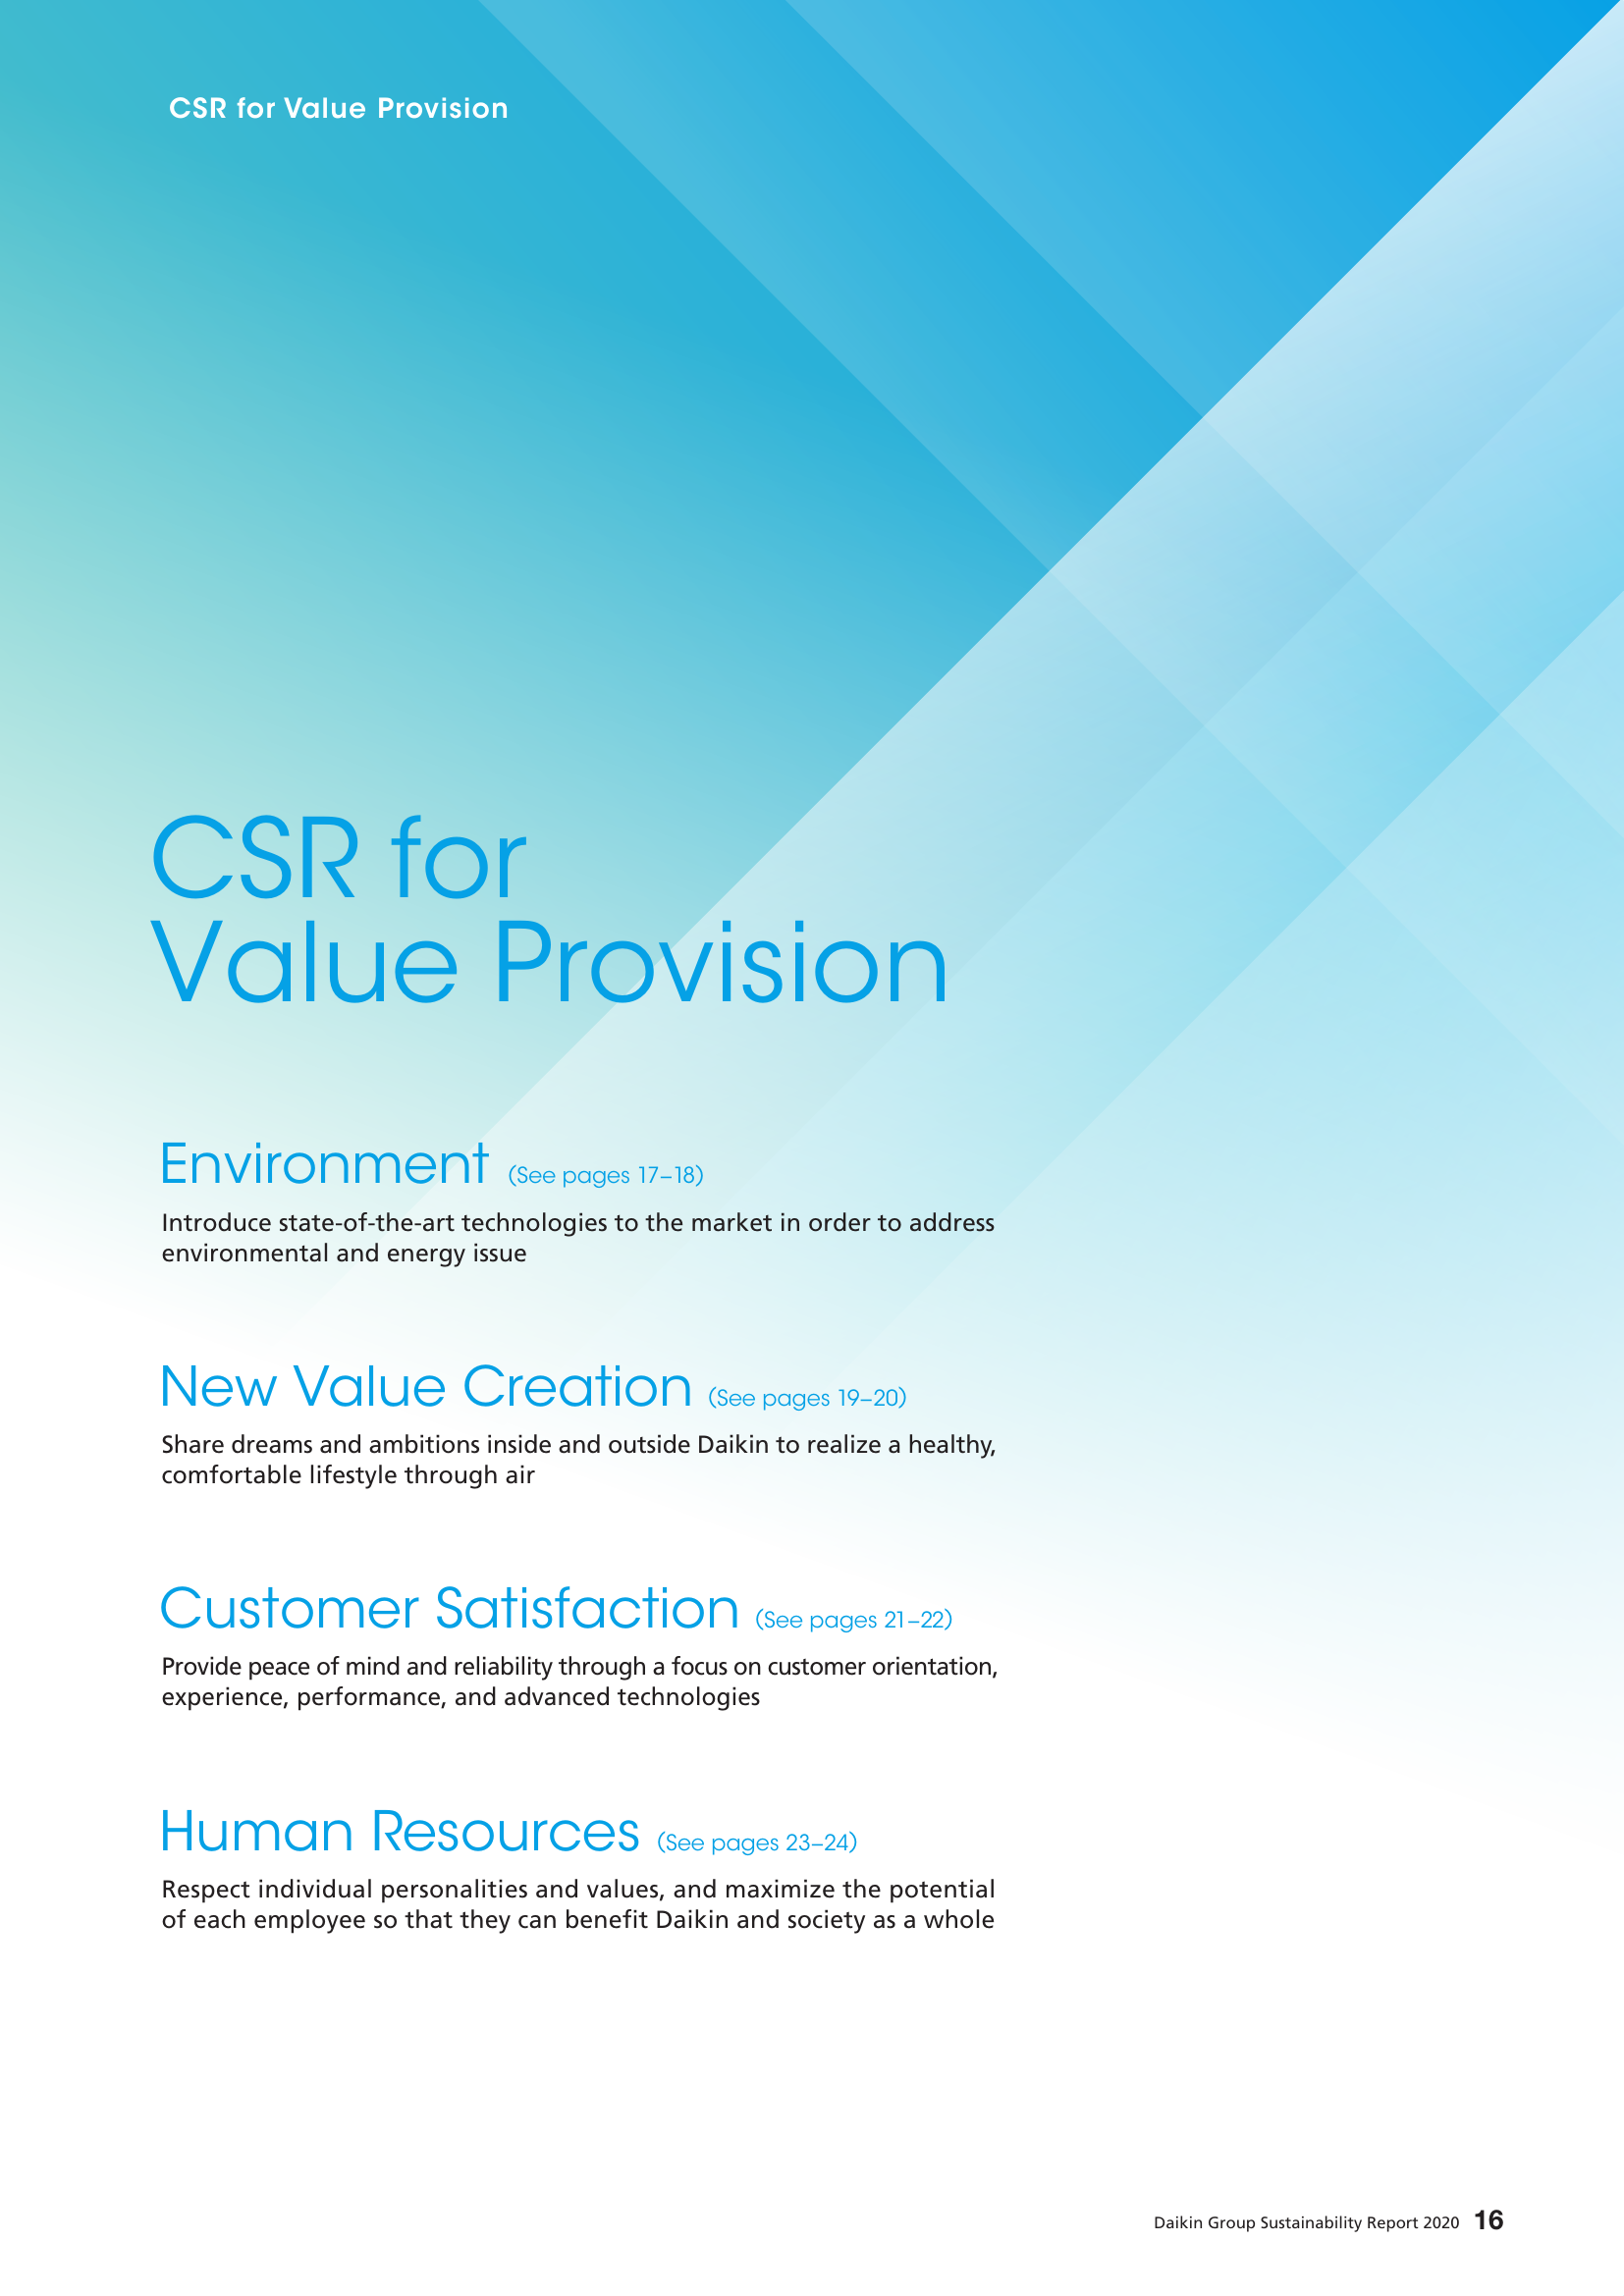 CSR for Value Provision
CSR for
Value Provision
Environment (See pages 17–18)
Introduce state-of-the-art technologies to the market in order to address
environmental and energy issue
New Value Creation (See pages 19–20)
Share dreams and ambitions inside and outside Daikin to realize a healthy,
comfortable lifestyle through air
Customer Satisfaction (See pages 21–22)
Provide peace of mind and reliability through a focus on customer orientation,
experience, performance, and advanced technologies
Human Resources (See pages 23–24)
Respect individual personalities and values, and maximize the potential
of each employee so that they can benefit Daikin and society as a whole
Daikin Group Sustainability Report 2020 16